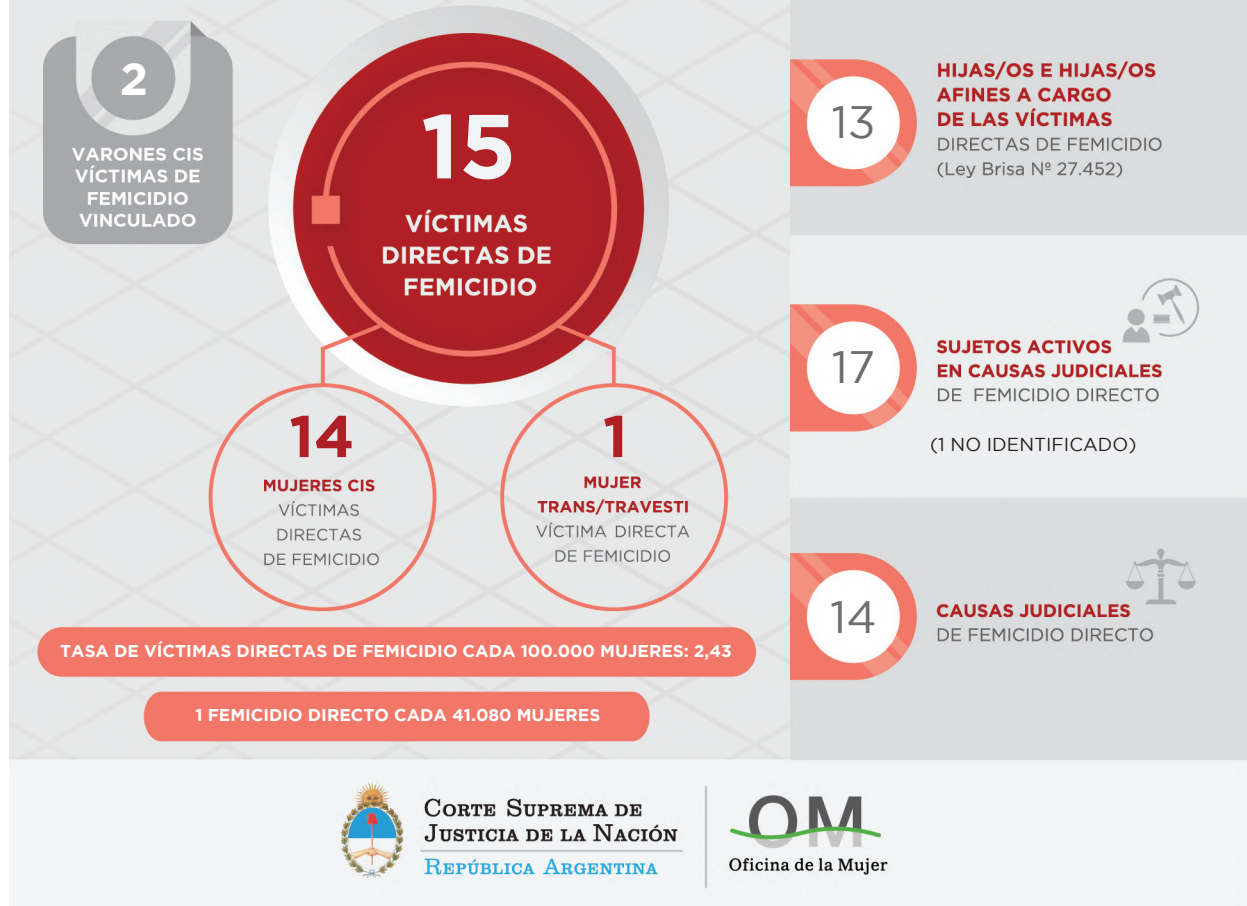 2
VARONES CIS
VÍCTIMAS DE
FEMICIDIO
VINCULADO
15
VÍCTIMAS
DIRECTAS DE
FEMICIDIO
14
MUJERES CIS
VÍCTIMAS
DIRECTAS
DE FEMICIDIO
1
MUJER
TRANS/TRAVESTI
VÍCTIMA DIRECTA
DE FEMICIDIO
TASA DE VÍCTIMAS DIRECTAS DE FEMICIDIO CADA 100.000 MUJERES: 2,43
1 FEMICIDIO DIRECTO CADA 41.080 MUJERES
13
HIJAS/OS E HIJAS/OS
AFINES A CARGO
DE LAS VÍCTIMAS
DIRECTAS DE FEMICIDIO
(Ley Brisa Nº 27.452)
17
SUJETOS ACTIVOS
EN CAUSAS JUDICIALES
DE FEMICIDIO DIRECTO
(1 NO IDENTIFICADO)
14
CAUSAS JUDICIALES
DE FEMICIDIO DIRECTO
CORTE SUPREMA DE
JUSTICIA DE LA NACIÓN
REPÚBLICA ARGENTINA
OM
Oficina de la Mujer